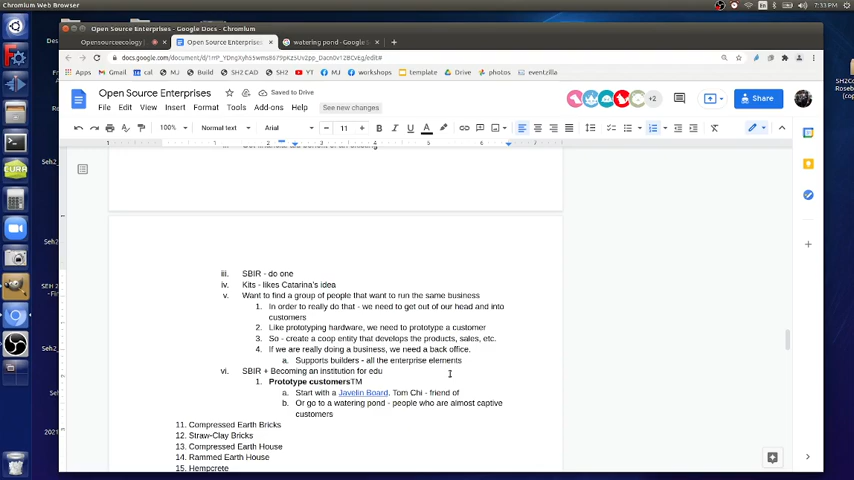 Chromium Web Browser
7:33 PM
Open Source Enterprises - Google Docs - Chromium
Opensourceecology
Open Source Enterprises
watering pond - Google
Apps
Gmail
cal
MJ
Build
SH2 CAD
SH2
YT
MJ
workshops
template
Drive
photos
eventzilla
Open Source Enterprises
Saved to Drive
File Edit View Insert Format Tools Add-ons Help
See new changes
+2
Share
100%
Normal text
Arial
11
iii. SBIR - do one
iv. Kits - likes Catarina's idea
v. Want to find a group of people that want to run the same business
1. In order to really do that - we need to get out of our head and into
customers
2. Like prototyping hardware, we need to prototype a customer
3. So - create a coop entity that develops the products, sales, etc.
4. If we are really doing a business, we need a back office.
a. Supports builders - all the enterprise elements
vi. SBIR + Becoming an institution for edu
1. Prototype customersTM
a. Start with a Javelin Board, Tom Chi - friend of
b. Or go to a watering pond - people who are almost captive
customers
11. Compressed Earth Bricks
12. Straw-Clay Bricks
13. Compressed Earth House
14. Rammed Earth House
15. Hempcrete